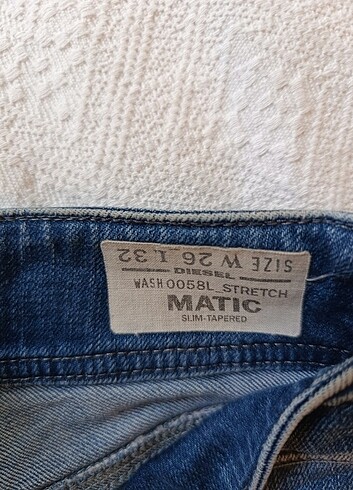 SIZE W 26 L 32
DIESEL
WASH 0058L_STRETCH
MATIC
SLIM-TAPERED